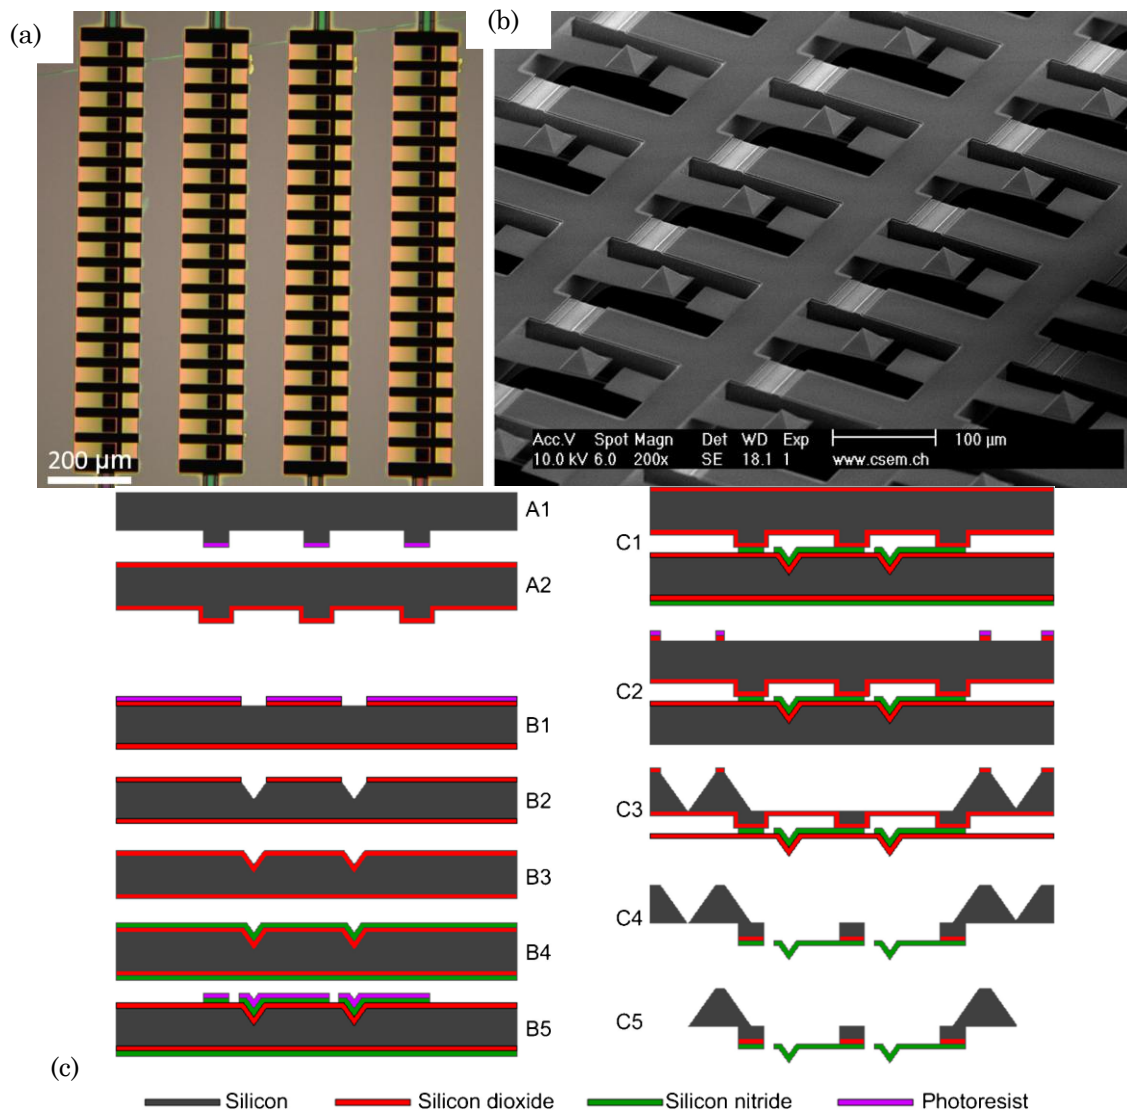 (a)
(b)
200 µm
Acc.V Spot Magn Det WD Exp
10.0 kV 6.0 200x SE 18.1 1
www.csem.ch
100 µm
A1
A2
B1
B2
B3
B4
B5
C1
C2
C3
C4
C5
(c)
Silicon
Silicon dioxide
Silicon nitride
Photoresist